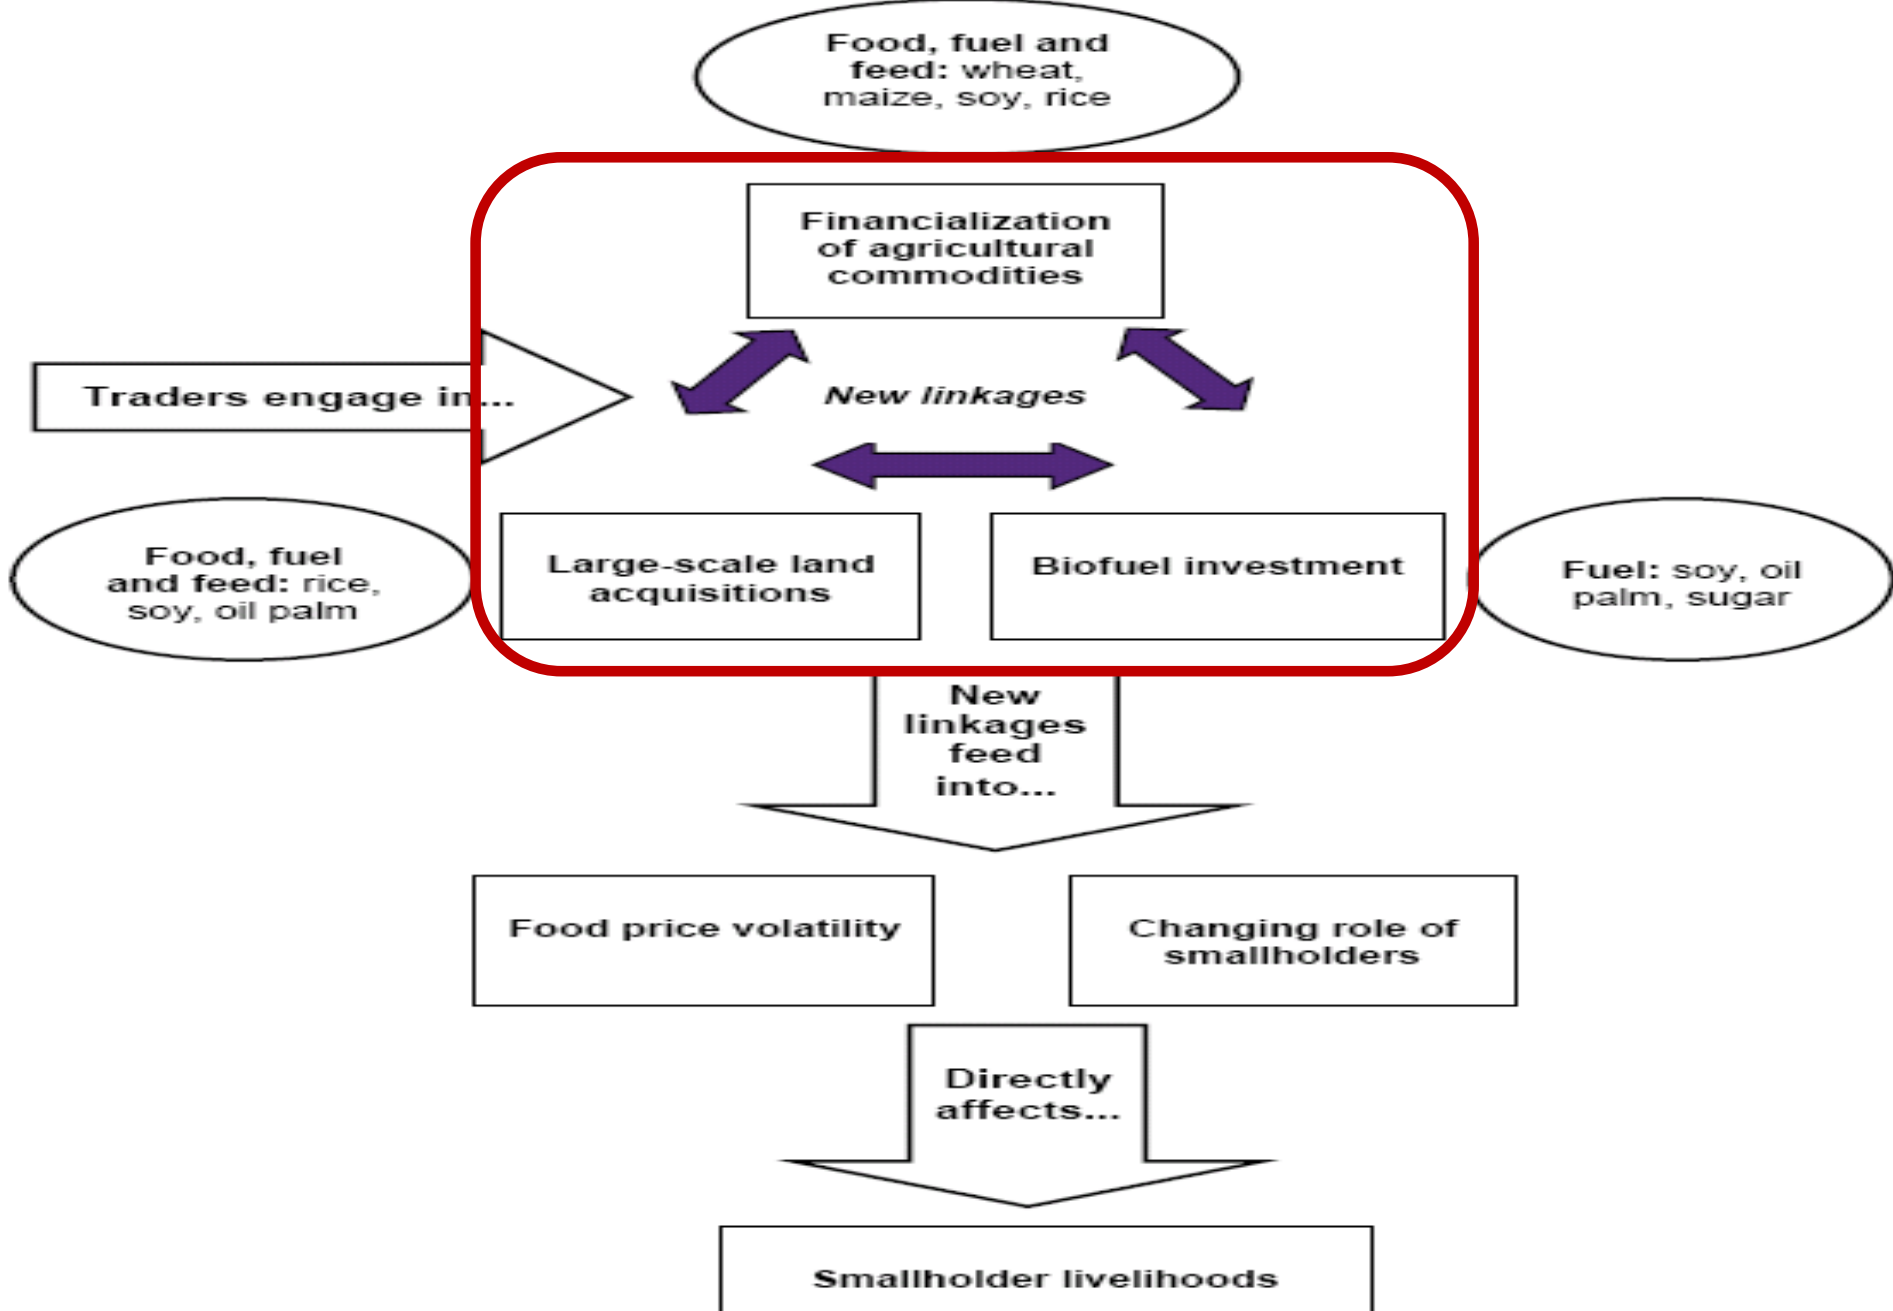 Food, fuel and
feed: wheat,
maize, soy, rice
Financialization
of agricultural
commodities
Traders engage in...
New linkages
Food, fuel
and feed: rice,
soy, oil palm
Large-scale land
acquisitions
Biofuel investment
Fuel: soy, oil
palm, sugar
New
linkages
feed
into...
Food price volatility
Changing role of
smallholders
Directly
affects...
Smallholder livelihoods